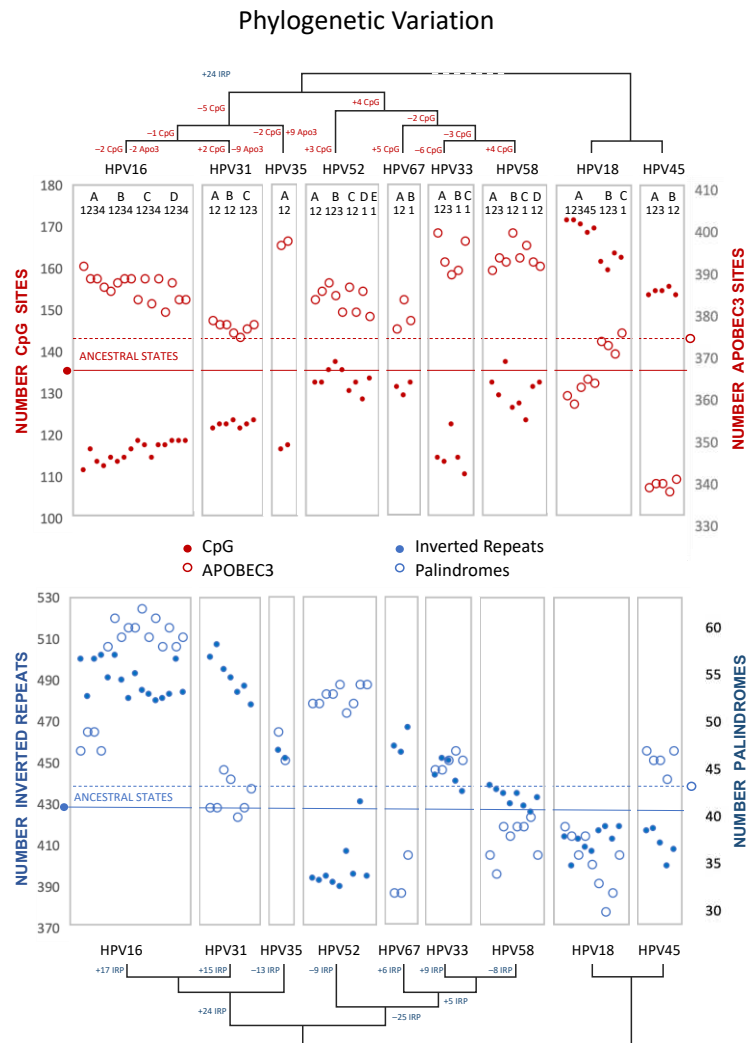 Phylogenetic Variation
+24 IRP
−5 CpG
+4 CpG
−2 CpG
−1 CpG
−2 CpG +9 Apo3
−3 CpG
−2 CpG −2 Apo3
+2 CpG −9 Apo3
+3 CpG
+5 CpG
−6 CpG
+4 CpG
HPV16 HPV31 HPV35 HPV52 HPV67 HPV33 HPV58 HPV18 HPV45
NUMBER CpG SITES
180
170
160
150
140
130
120
110
100
A B C D
1234 1234 1234 1234
A B C
12 12 123
A
12
A B C D E
12 123 12 12 1
A B
12 1
A B C
123 1 1
A B C D
123 12 1 12
A B C
12345 123 1
A B
123 12
ANCESTRAL STATES
410
400
390
380
370
360
350
340
330
NUMBER APOBEC3 SITES
CpG
APOBEC3
Inverted Repeats
Palindromes
NUMBER INVERTED REPEATS
530
510
490
470
450
430
410
390
370
ANCESTRAL STATES
60
55
50
45
40
35
30
NUMBER PALINDROMES
HPV16 HPV31 HPV35 HPV52 HPV67 HPV33 HPV58 HPV18 HPV45
+17 IRP +15 IRP −13 IRP −9 IRP +6 IRP +9 IRP −8 IRP
+5 IRP
+24 IRP
−25 IRP